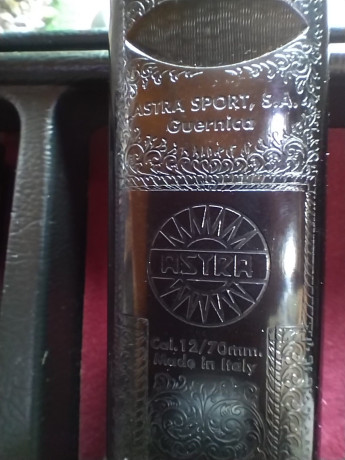 ASTRA SPORT, S.A.
Guernica
ASTRA
Cal. 12/70mm.
Made in Italy